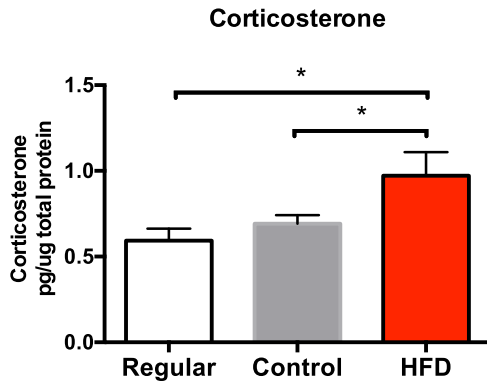 Corticosterone
*
*
Corticosterone
pg/ug total protein
1.5
1.0
0.5
0.0
Regular Control HFD